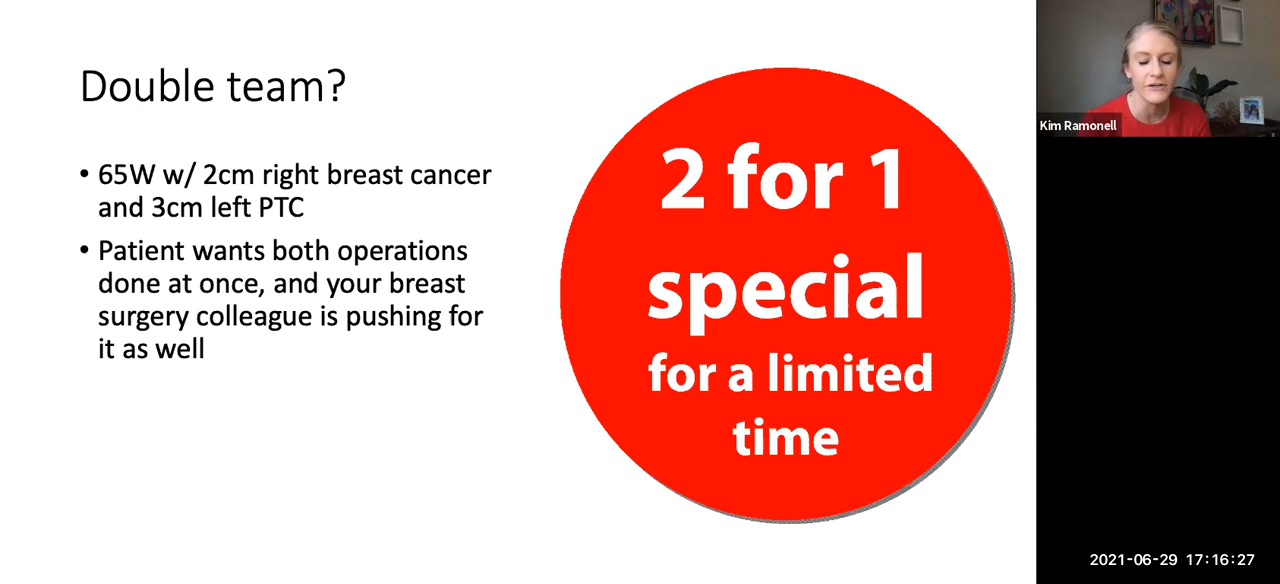 Double team?
• 65W w/ 2cm right breast cancer
and 3cm left PTC
• Patient wants both operations
done at once, and your breast
surgery colleague is pushing for
it as well
2 for 1
special
for a limited
time
Kim Ramonell
2021-06-29 17:16:27